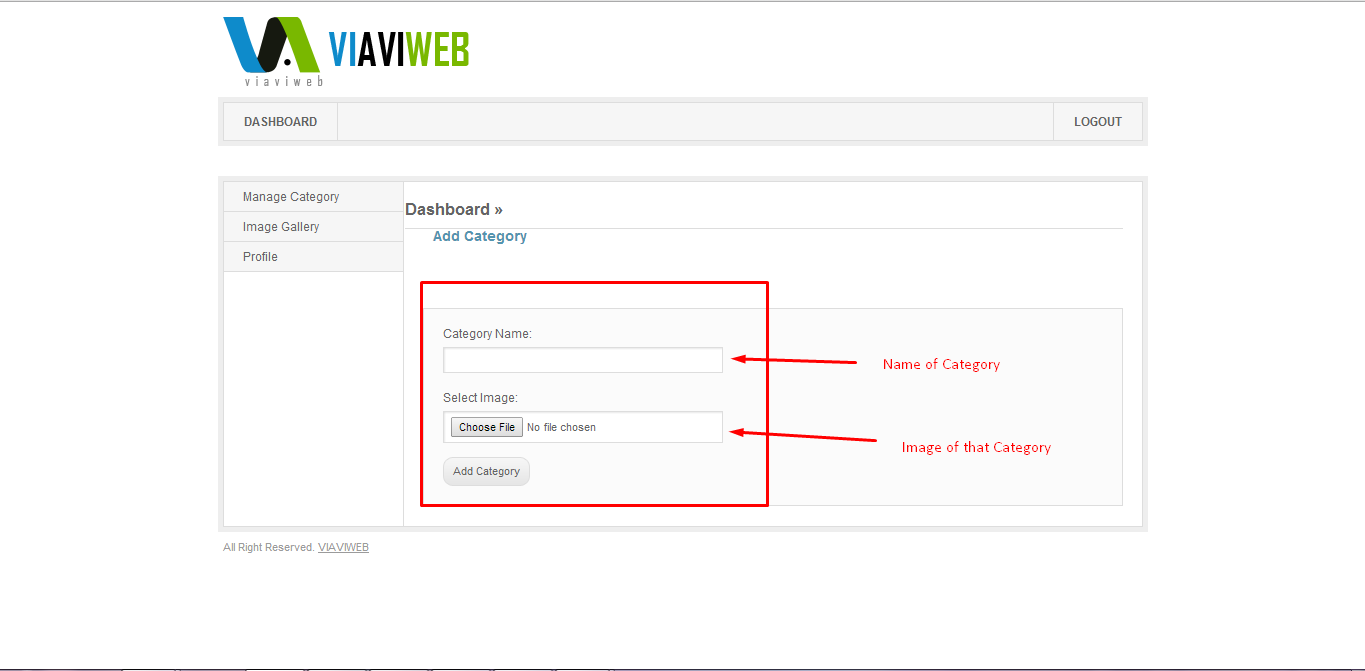 VIAVIWEB
viaviweb
DASHBOARD
LOGOUT
Manage Category
Image Gallery
Profile
Dashboard »
Add Category
Category Name:
Name of Category
Select Image:
Choose File No file chosen
Image of that Category
Add Category
All Right Reserved. VIAVIWEB